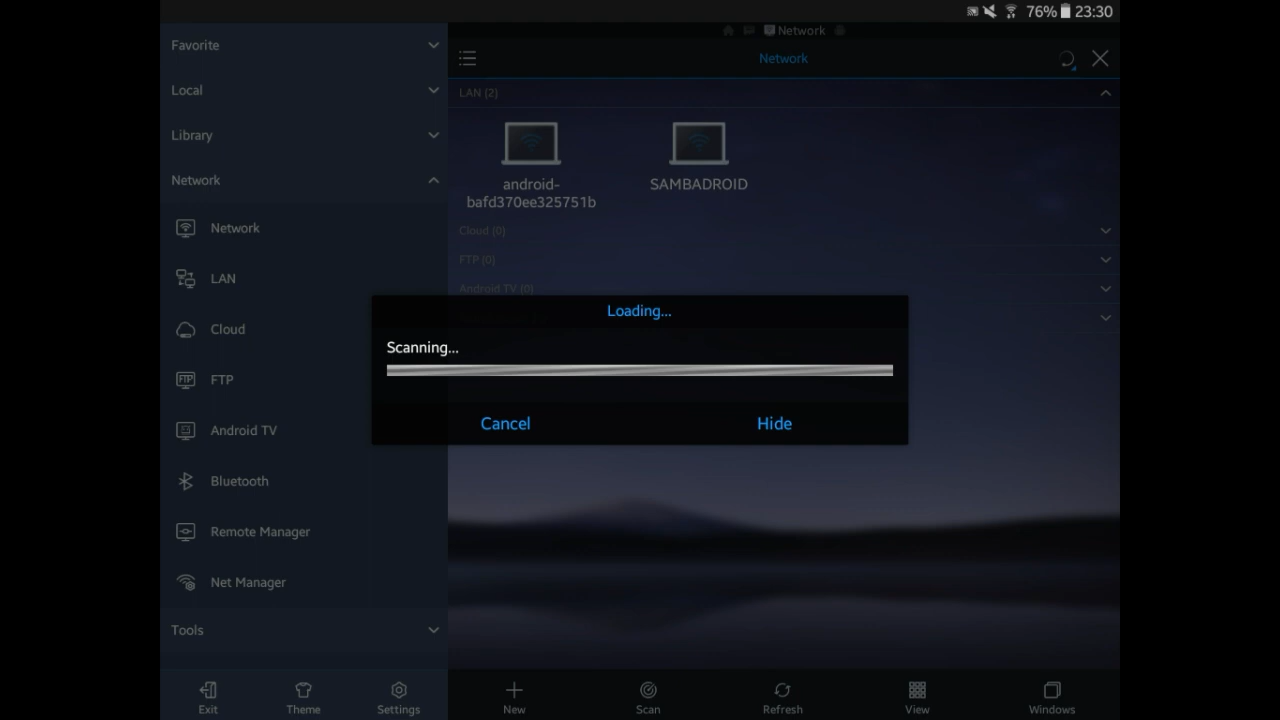 76% 23:30
Favorite
Local
Library
Network
Network
LAN
Cloud
FTP
FTP
Android TV
Bluetooth
Remote Manager
Net Manager
Tools
Exit
Theme
Settings
Network
Network
LAN (2)
android-
bafd370ee325751b
SAMBADROID
Cloud (0)
FTP (0)
Android TV (0)
Loading...
Scanning...
Cancel
Hide
New
Scan
Refresh
View
Windows